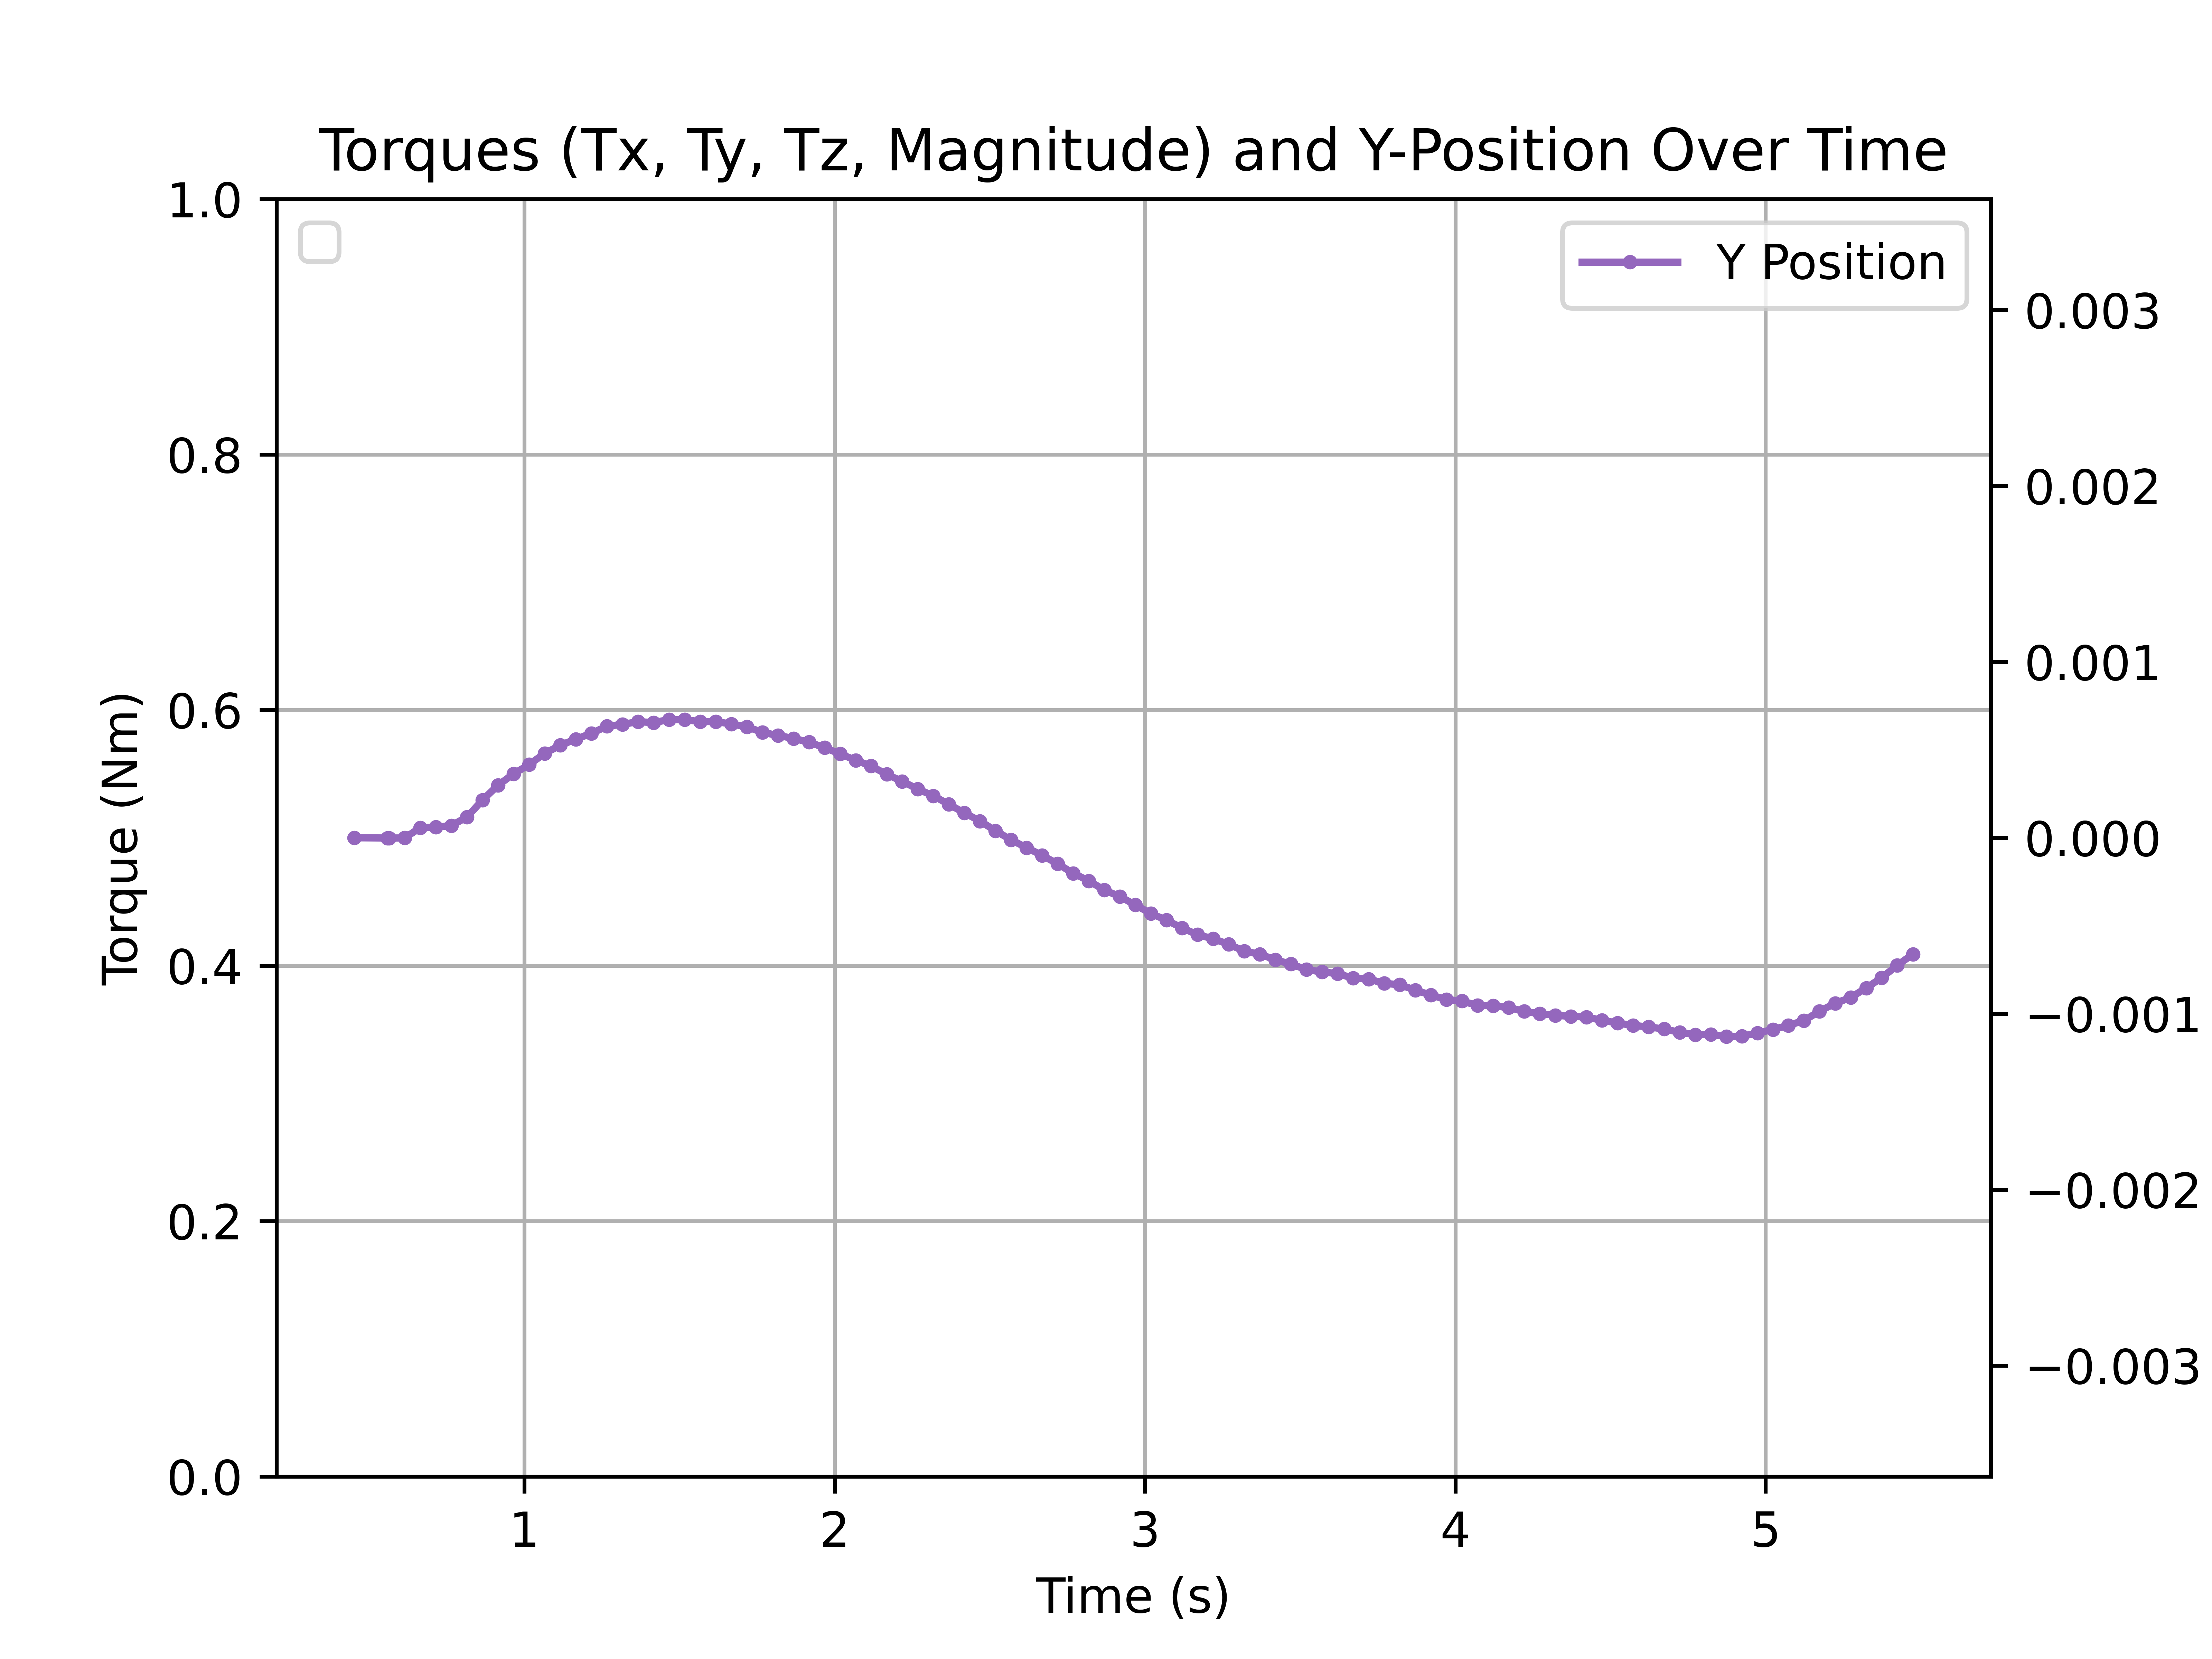 Torques (Tx, Ty, Tz, Magnitude) and Y-Position Over Time
Y Position
1.0
0.8
0.6
0.4
0.2
0.0
Torque (Nm)
0.003
0.002
0.001
0.000
−0.001
−0.002
−0.003
1 2 3 4 5
Time (s)